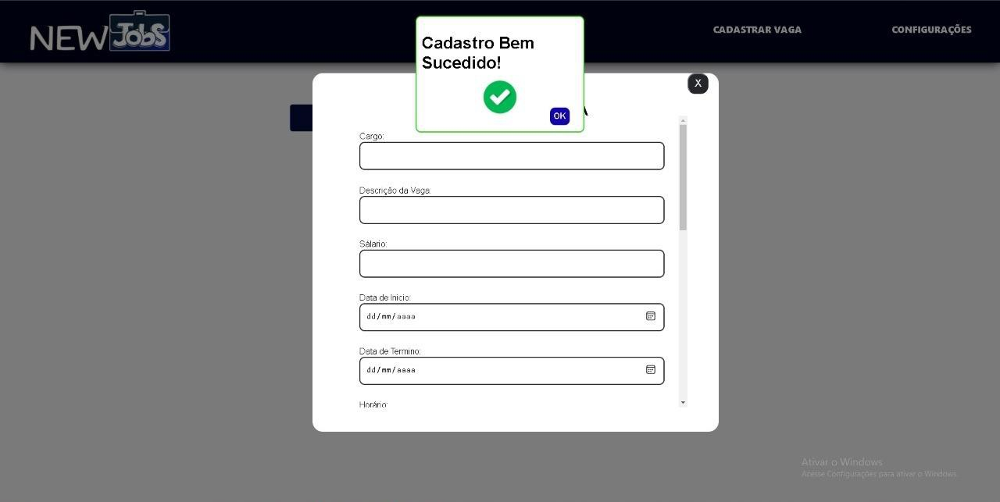 NEW Jobs
CADASTRAR VAGA
CONFIGURAÇÕES
Cadastro Bem
Sucedido!
OK
X
A
Cargo:
Descrição da Vaga:
Sálario:
Data de Inicio:
dd/mm/aaaa
Data de Termino:
dd/mm/aaaa
Horário:
Ativar o Windows
Acesse Configurações para ativar o Windows.